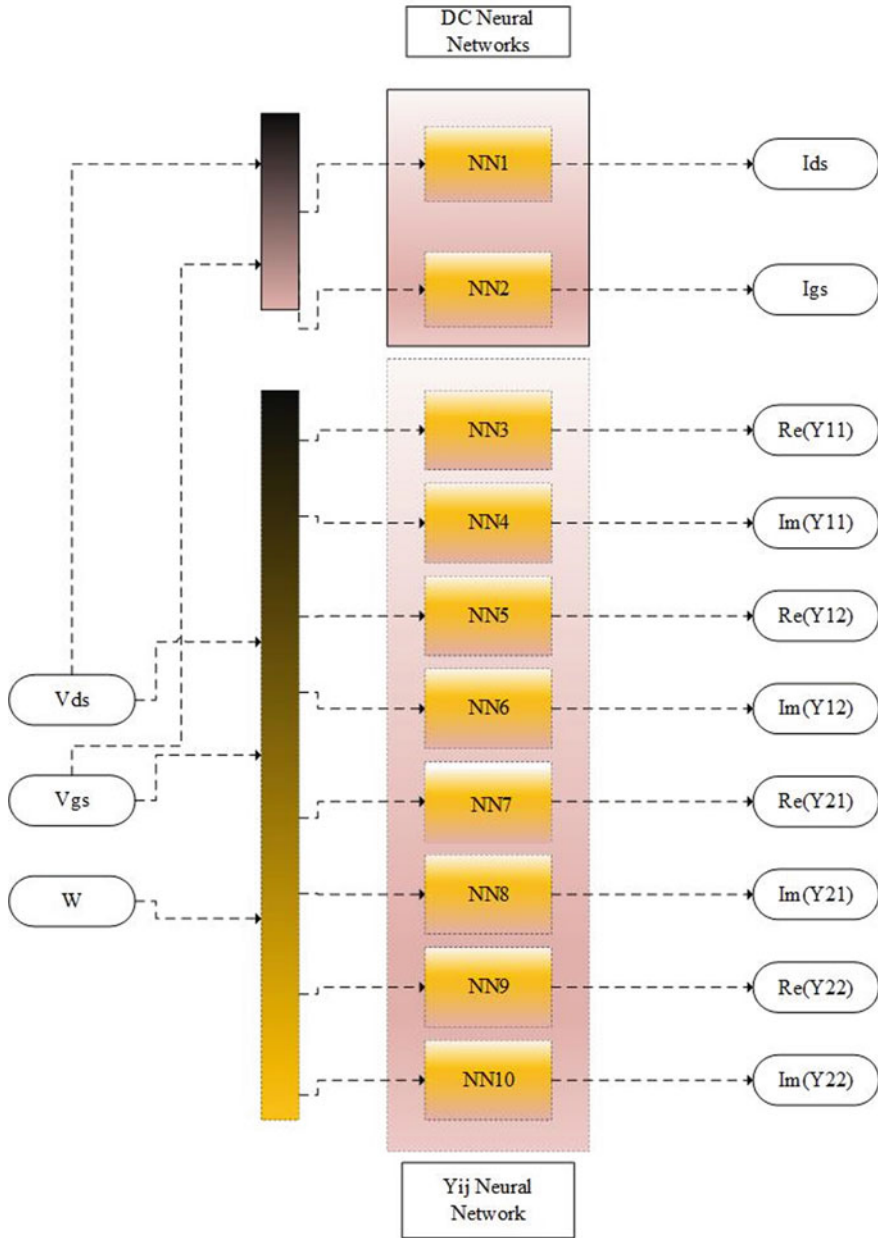 DC Neural
Networks
NN1
Ids
NN2
Igs
NN3
Re(Y11)
NN4
Im(Y11)
NN5
Re(Y12)
Vds
NN6
Im(Y12)
Vgs
NN7
Re(Y21)
W
NN8
Im(Y21)
NN9
Re(Y22)
NN10
Im(Y22)
Yij Neural
Network